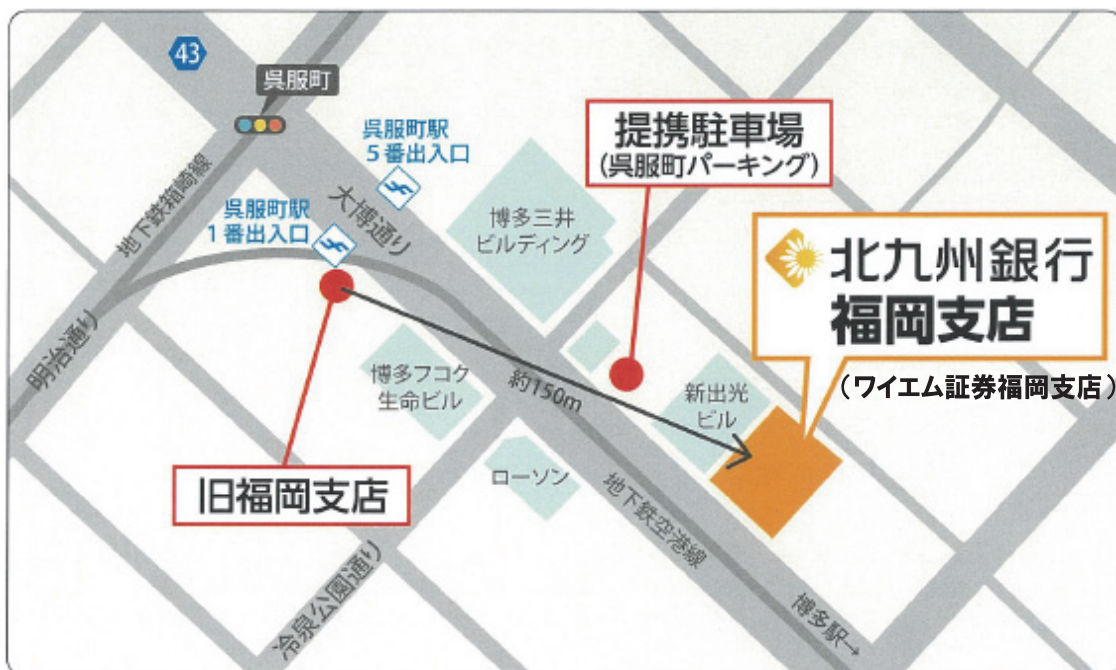 43
呉服町
呉服町駅
5番出入口
提携駐車場
(呉服町パーキング)
地下鉄箱崎線
呉服町駅
1番出入口
大博通り
博多三井
ビルディング
北九州銀行
福岡支店
(ワイエム証券福岡支店)
明治通り
博多フコク
生命ビル
約150m
新出光
ビル
旧福岡支店
ローソン
地下鉄空港線
冷泉公園通り
博多駅→